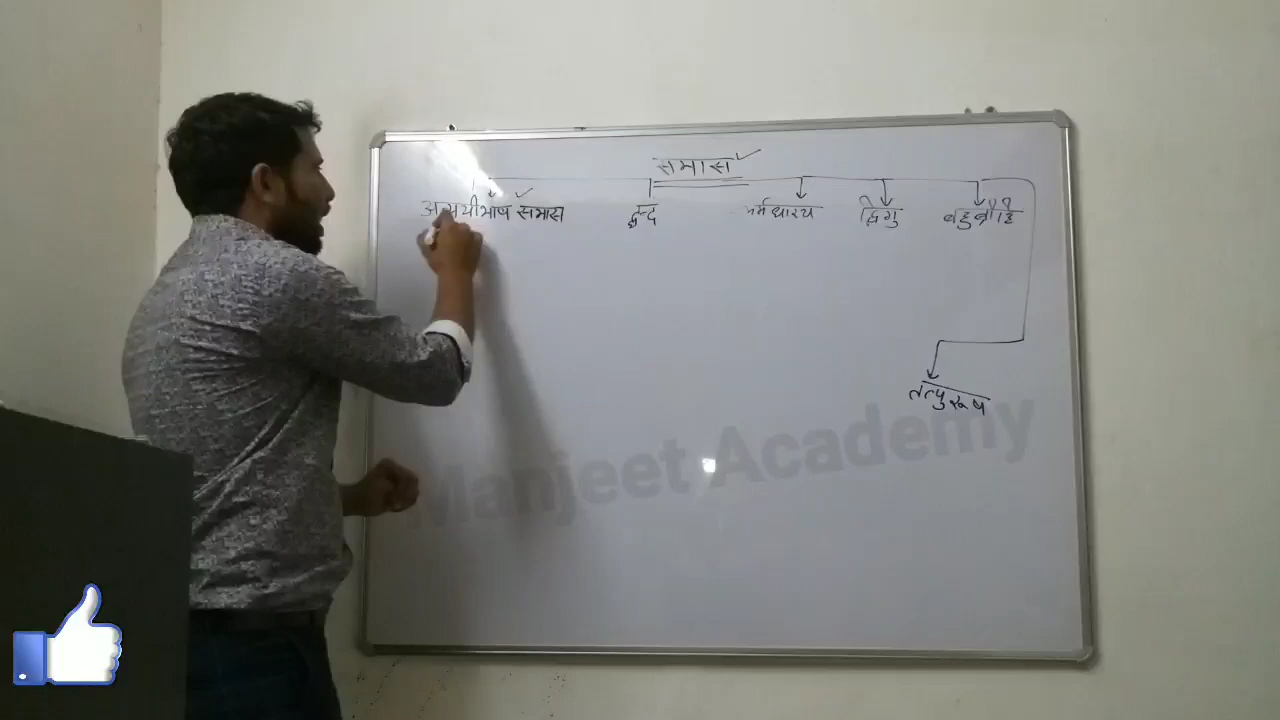 समास
अव्ययीभाष समास द्वन्द कर्मधारय द्विगु बहुब्रीहि
तत्पुरूष
Manjeet Academy